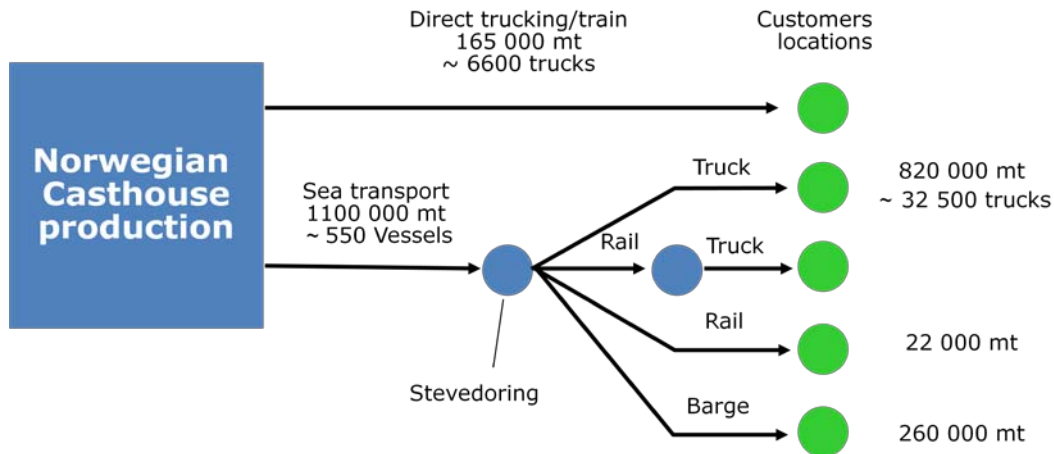 Direct trucking/train
165 000 mt
~ 6600 trucks
Customers
locations
Norwegian
Casthouse
production
Sea transport
1100 000 mt
~ 550 Vessels
Truck
820 000 mt
~ 32 500 trucks
Rail
Truck
Rail
22 000 mt
Stevedoring
Barge
260 000 mt